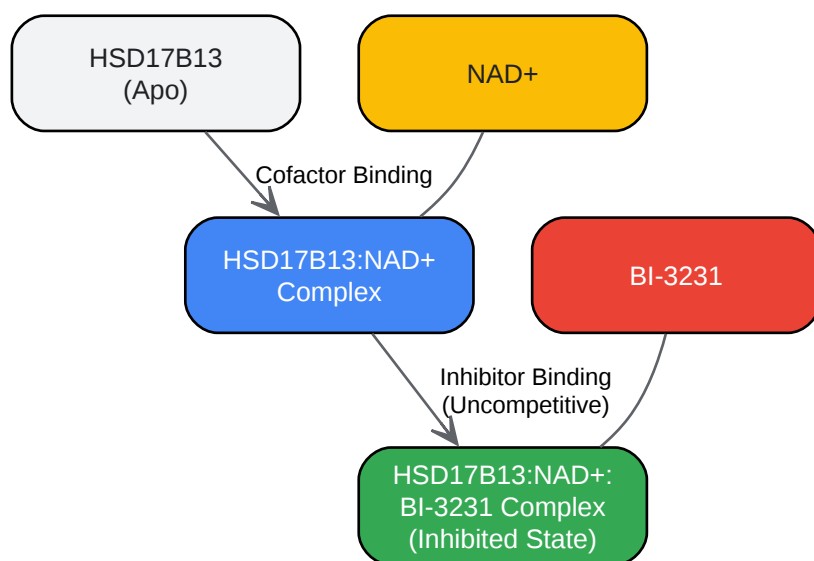 HSD17B13
(Apo)
NAD+
Cofactor Binding
HSD17B13:NAD+
Complex
BI-3231
Inhibitor Binding
(Uncompetitive)
HSD17B13:NAD+:
BI-3231 Complex
(Inhibited State)